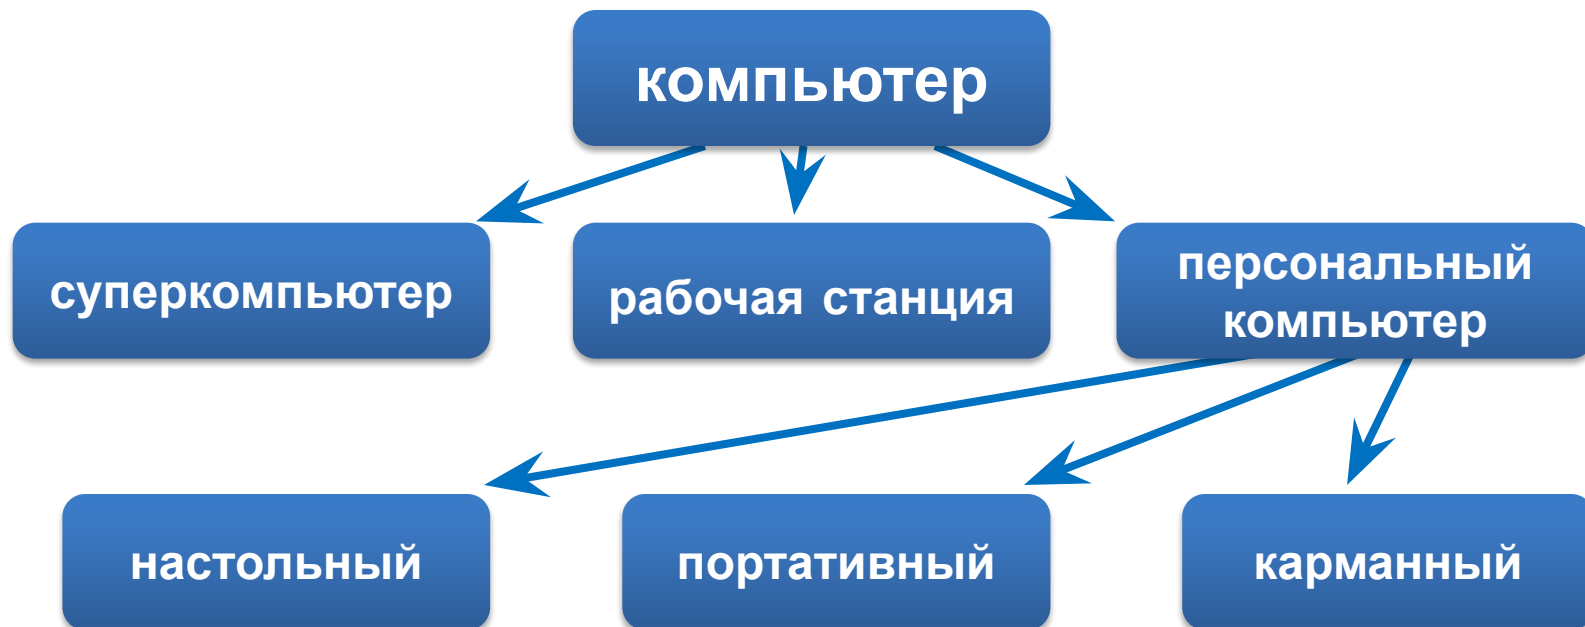 компьютер
суперкомпьютер
рабочая станция
персональный
компьютер
настольный
портативный
карманный